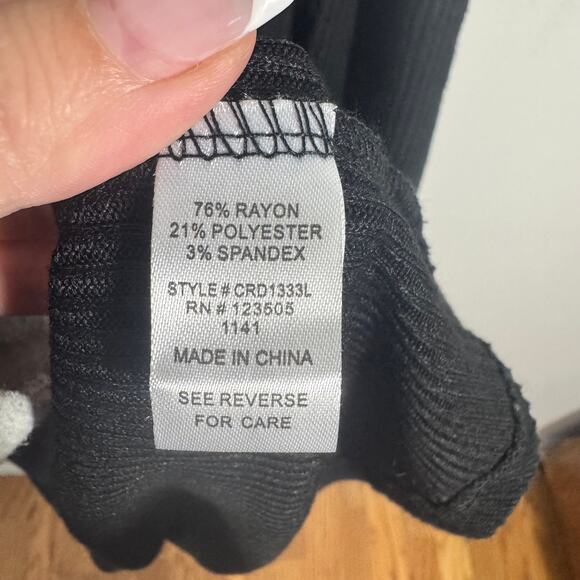 76% RAYON
21% POLYESTER
3% SPANDEX
STYLE # CRD1333L
RN # 123505
1141
MADE IN CHINA
SEE REVERSE
FOR CARE